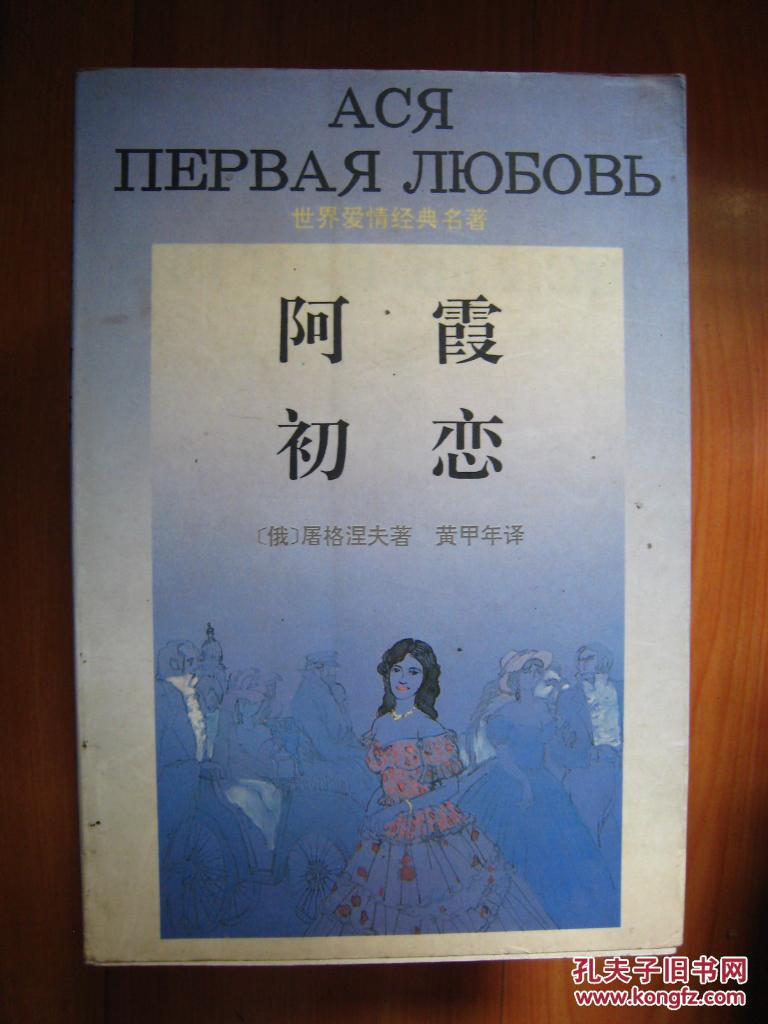 АСЯ
ПЕРВАЯ ЛЮБОВЬ
世界爱情经典名著
阿霞
初恋
〔俄〕屠格涅夫著 黄甲年译
孔夫子旧书网
www.kongfz.com